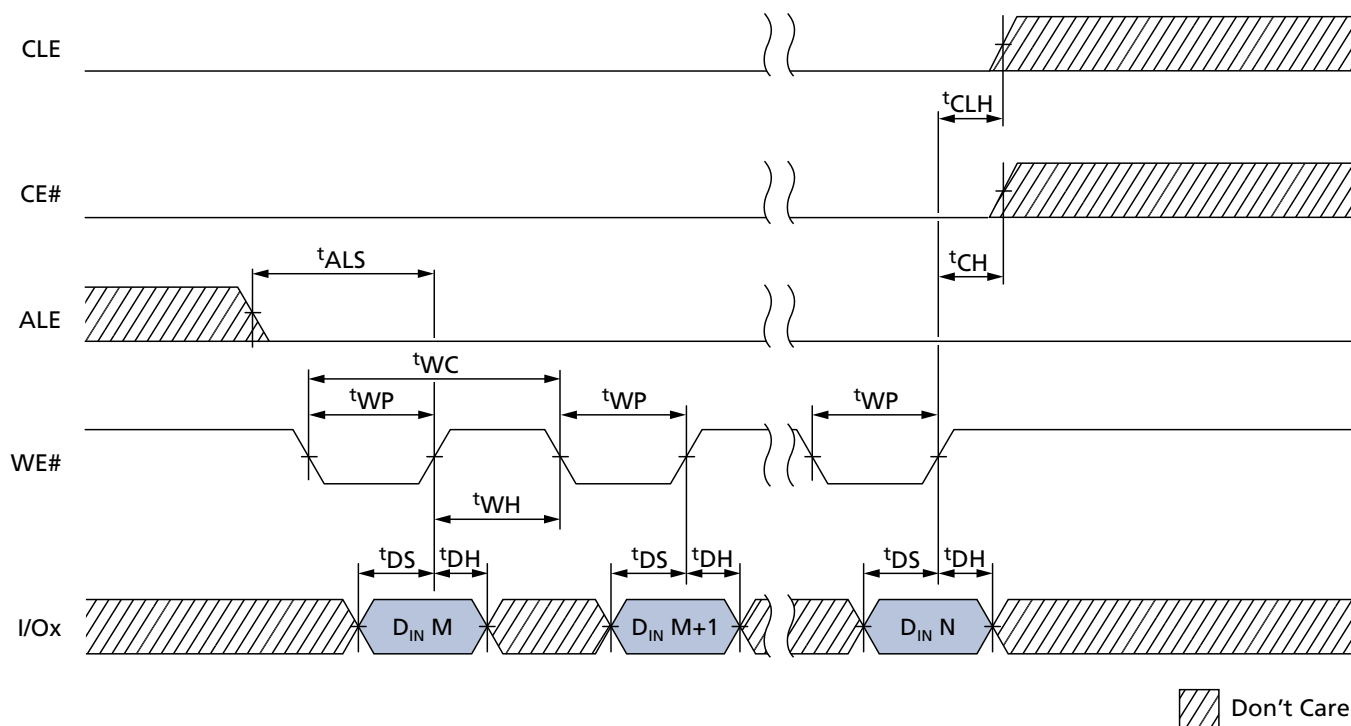 CLE
tCLH
CE#
tCH
tALS
ALE
tWC
tWP tWP tWP
WE#
tWH
tDS tDH tDS tDH tDS tDH
I/Ox DIN M DIN M+1 DIN N
Don't Care